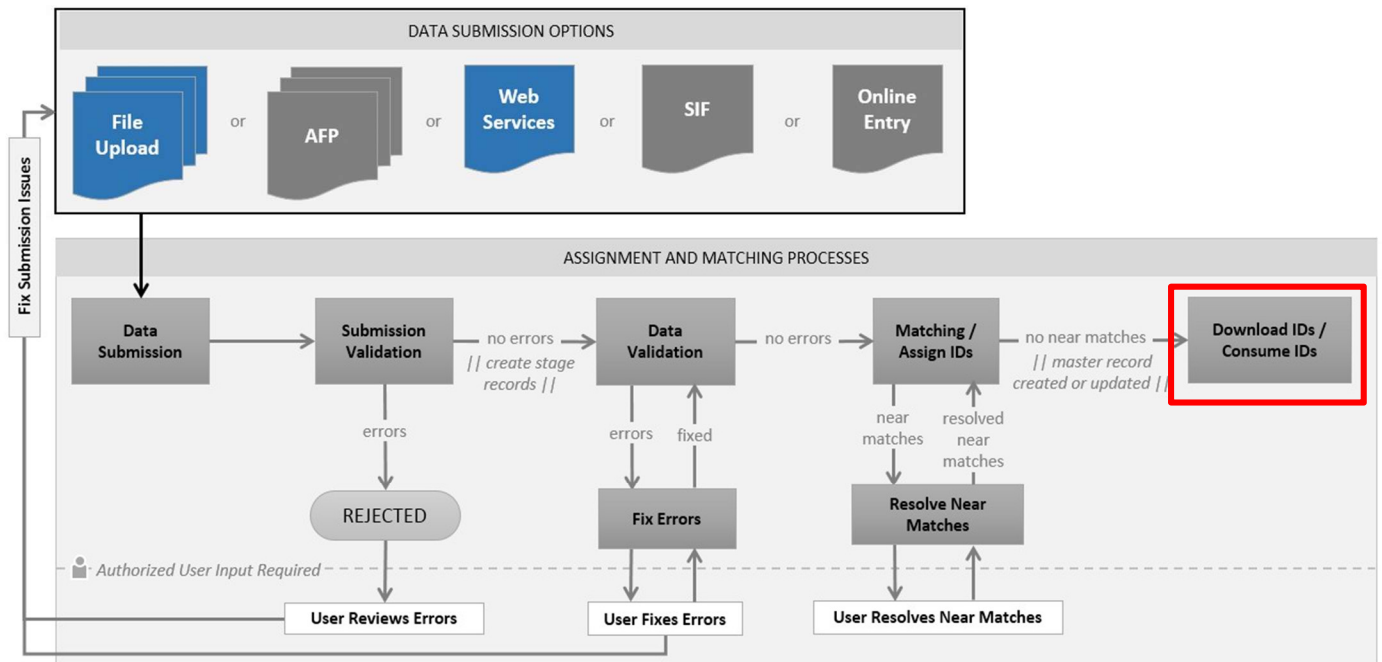 DATA SUBMISSION OPTIONS
File
Upload
or
AFP
or
Web
Services
or
SIF
or
Online
Entry
Fix Submission Issues
ASSIGNMENT AND MATCHING PROCESSES
Data
Submission
Submission
Validation
no errors
|| create stage
records ||
Data
Validation
no errors
Matching /
Assign IDs
no near matches
|| master record
created or updated ||
Download IDs /
Consume IDs
errors
errors
fixed
near
matches
resolved
near
matches
REJECTED
Fix Errors
Resolve Near
Matches
Authorized User Input Required
User Reviews Errors
User Fixes Errors
User Resolves Near Matches